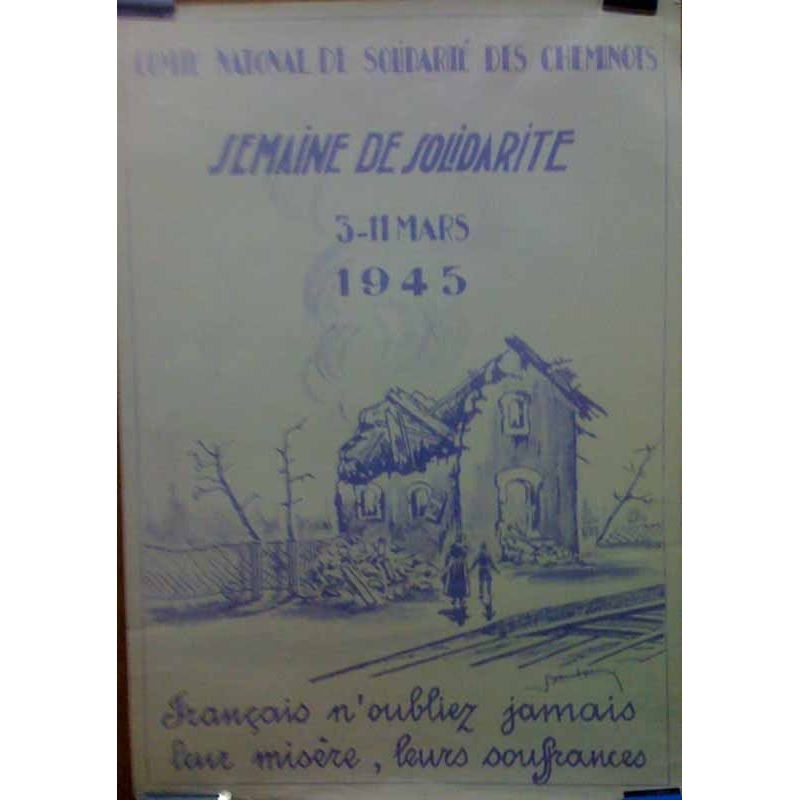 COMITE NATIONAL DE SOLIDARITÉ DES CHEMINOTS
SEMAINE DE SOLIDARITE
3-11 MARS
1945
Français n'oubliez jamais
leur misère, leurs souffrances